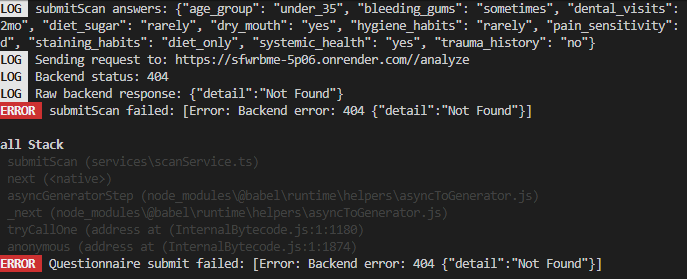 LOG submitScan answers: {"age_group": "under_35", "bleeding_gums": "sometimes", "dental_visits":
2mo", "diet_sugar": "rarely", "dry_mouth": "yes", "hygiene_habits": "rarely", "pain_sensitivity":
d", "staining_habits": "diet_only", "systemic_health": "yes", "trauma_history": "no"}
LOG Sending request to: https://sfwrbme-5p06.onrender.com//analyze
LOG Backend status: 404
LOG Raw backend response: {"detail":"Not Found"}
ERROR submitScan failed: [Error: Backend error: 404 {"detail":"Not Found"}]
all Stack
submitScan (services\scanService.ts)
next (<native>)
asyncGeneratorStep (node_modules\@babel\runtime\helpers\asyncToGenerator.js)
_next (node_modules\@babel\runtime\helpers\asyncToGenerator.js)
tryCallOne (address at (InternalBytecode.js:1:1180)
anonymous (address at (InternalBytecode.js:1:1874)
ERROR Questionnaire submit failed: [Error: Backend error: 404 {"detail":"Not Found"}]